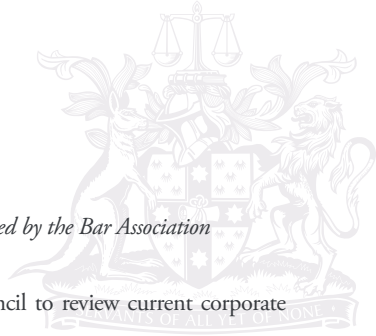 ed by the Bar Association
ncil to review current corporate
SERVANTS OF ALL YET OF NONE